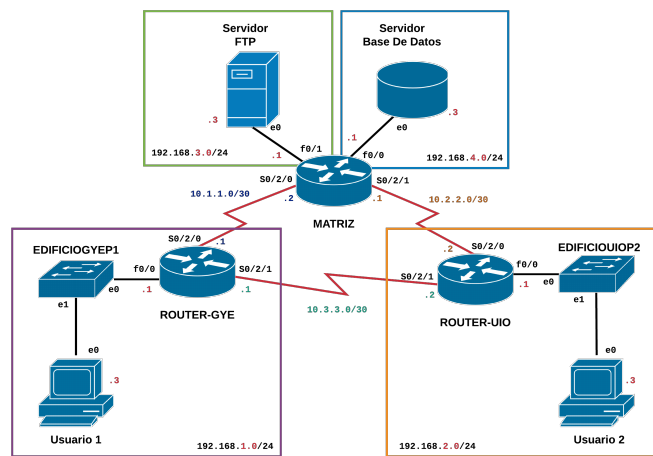 Servidor
FTP
Servidor
Base De Datos
.3
e0
.1
f0/1
192.168.3.0/24
.1
e0
.3
f0/0
192.168.4.0/24
S0/2/0
10.1.1.0/30
.2
S0/2/1
.1
10.2.2.0/30
MATRIZ
EDIFICIOGYEP1
S0/2/0
.1
f0/0
e0
.1
e1
S0/2/1
.1
ROUTER-GYE
10.3.3.0/30
.2
S0/2/0
EDIFICIOUIOP2
S0/2/1
.2
f0/0
.1
e0
e1
ROUTER-UIO
e0
.3
Usuario 1
192.168.1.0/24
e0
.3
Usuario 2
192.168.2.0/24